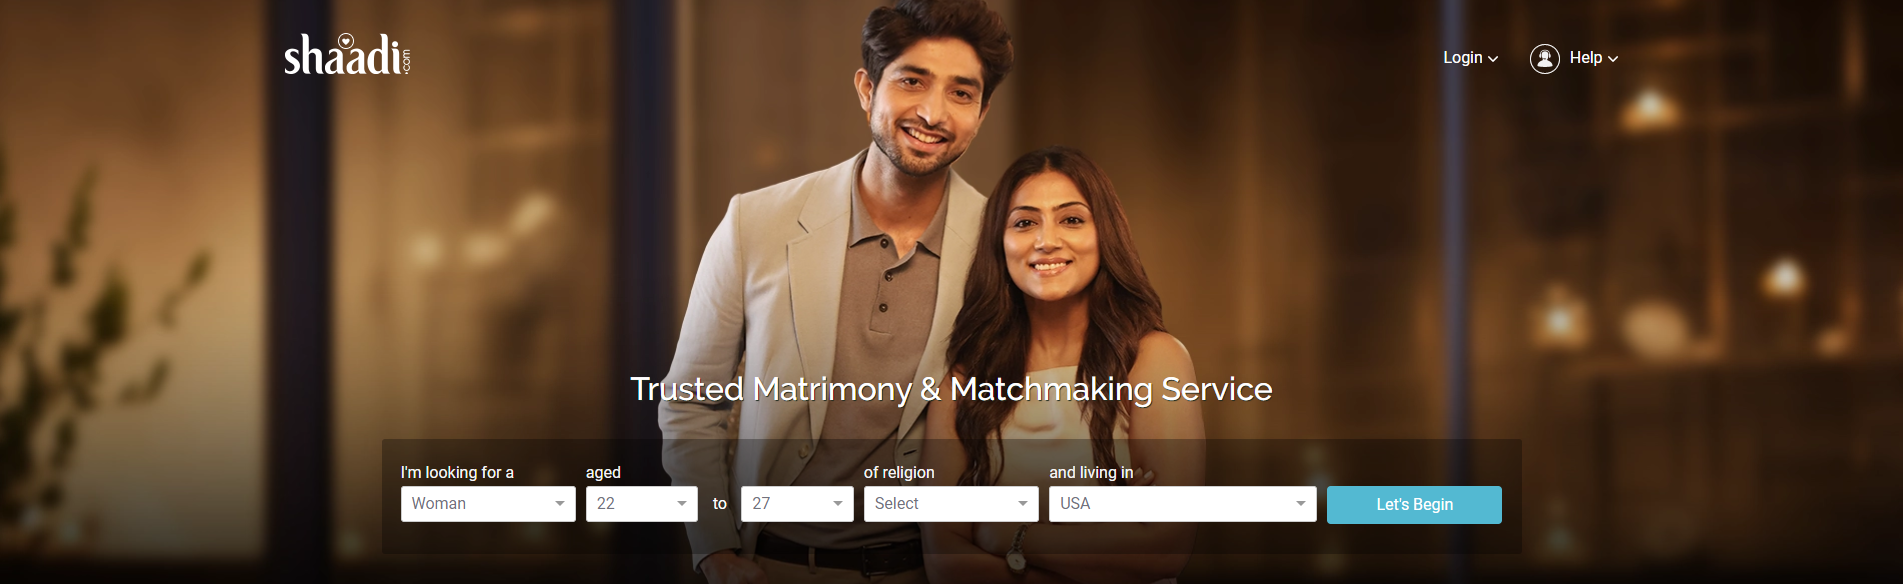 shaadi.com
Login
Help
Trusted Matrimony & Matchmaking Service
I'm looking for a
aged
of religion
and living in
Woman
22
to
27
Select
USA
Let's Begin